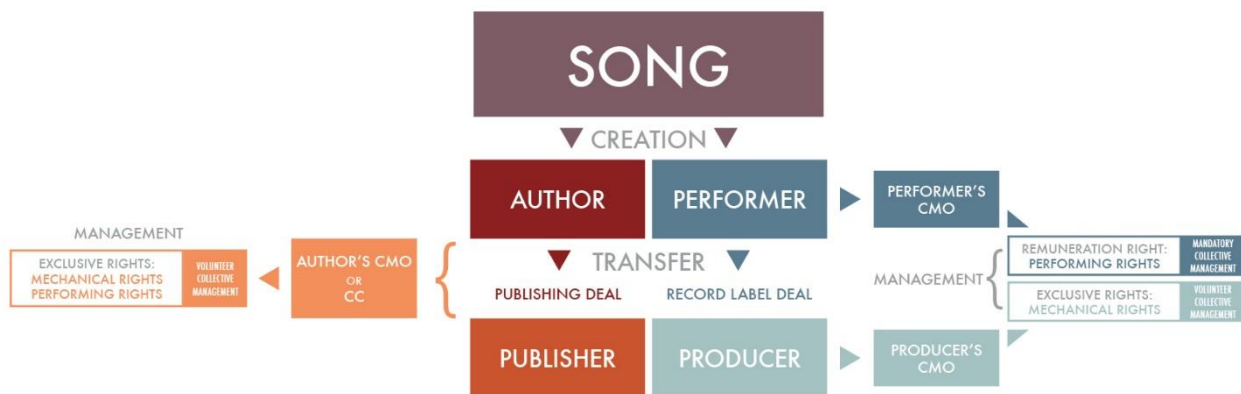 SONG
CREATION
AUTHOR
PERFORMER
PERFORMER'S
CMO
MANAGEMENT
EXCLUSIVE RIGHTS:
MECHANICAL RIGHTS
PERFORMING RIGHTS
VOLUNTEER
COLLECTIVE
MANAGEMENT
AUTHOR'S CMO
OR
CC
TRANSFER
PUBLISHING DEAL
RECORD LABEL DEAL
MANAGEMENT
REMUNERATION RIGHT:
PERFORMING RIGHTS
MANDATORY
COLLECTIVE
MANAGEMENT
EXCLUSIVE RIGHTS:
MECHANICAL RIGHTS
VOLUNTEER
COLLECTIVE
MANAGEMENT
PUBLISHER
PRODUCER
PRODUCER'S
CMO